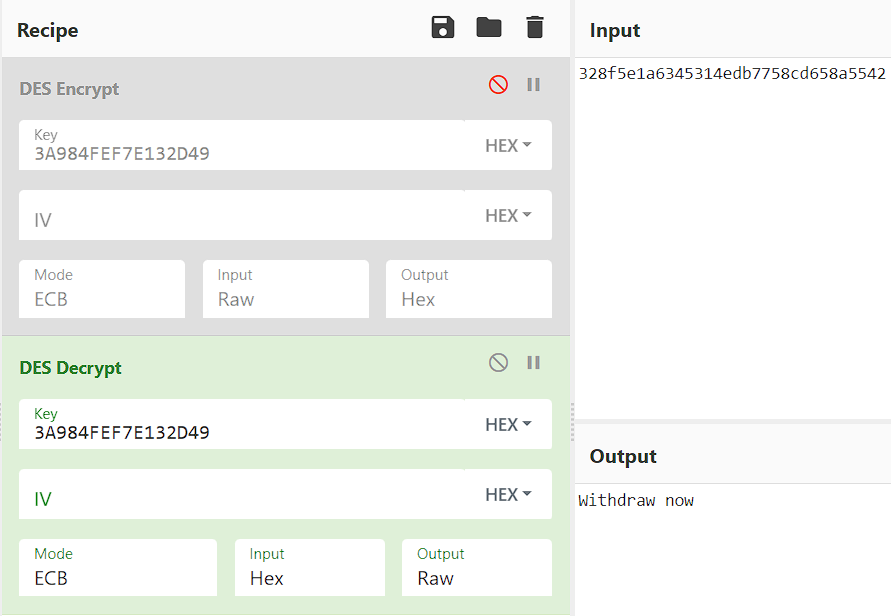 Recipe
DES Encrypt
Key
3A984FEF7E132D49
HEX
IV
HEX
Mode
ECB
Input
Raw
Output
Hex
DES Decrypt
Key
3A984FEF7E132D49
HEX
IV
HEX
Mode
ECB
Input
Hex
Output
Raw
Input
328f5e1a6345314edb7758cd658a5542
Output
Withdraw now